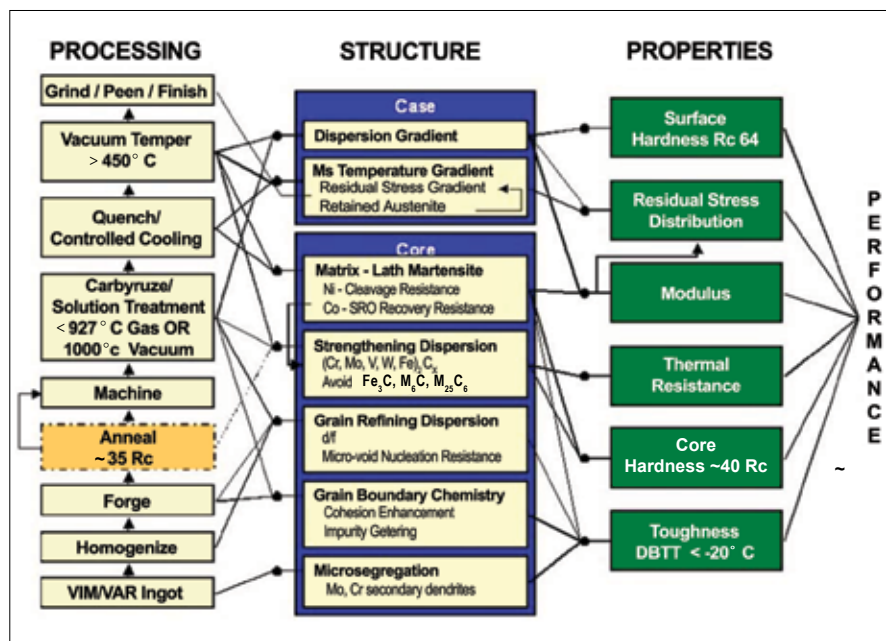 PROCESSING
Grind / Peen / Finish
Vacuum Temper
> 450° C
Quench/
Controlled Cooling
Carbyruze/
Solution Treatment
< 927° C Gas OR
1000°c Vacuum
Machine
Anneal
~ 35 Rc
Forge
Homogenize
VIM/VAR Ingot
STRUCTURE
Case
Dispersion Gradient
Ms Temperature Gradient
Residual Stress Gradient
Retained Austenite
Core
Matrix - Lath Martensite
Ni - Cleavage Resistance
Co - SRO Recovery Resistance
Strengthening Dispersion
(Cr, Mo, V, W, Fe)₂Cₓ
Avoid Fe₃C, M₆C, M₂₅C₆
Grain Refining Dispersion
d/f
Micro-void Nucleation Resistance
Grain Boundary Chemistry
Cohesion Enhancement
Impurity Getering
Microsegregation
Mo, Cr secondary dendrites
PROPERTIES
Surface
Hardness Rc 64
Residual Stress
Distribution
Modulus
Thermal
Resistance
Core
Hardness ~40 Rc
Toughness
DBTT < -20° C
~
PERFORMANCE